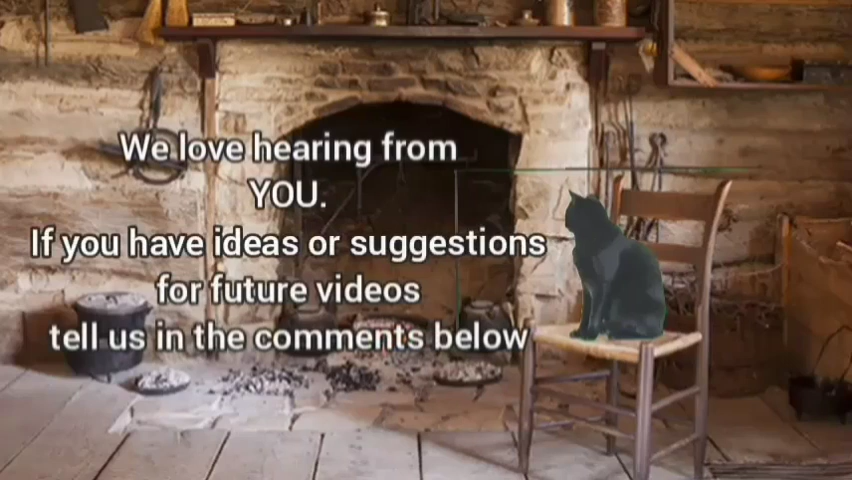 We love hearing from
YOU.
If you have ideas or suggestions
for future videos
tell us in the comments below